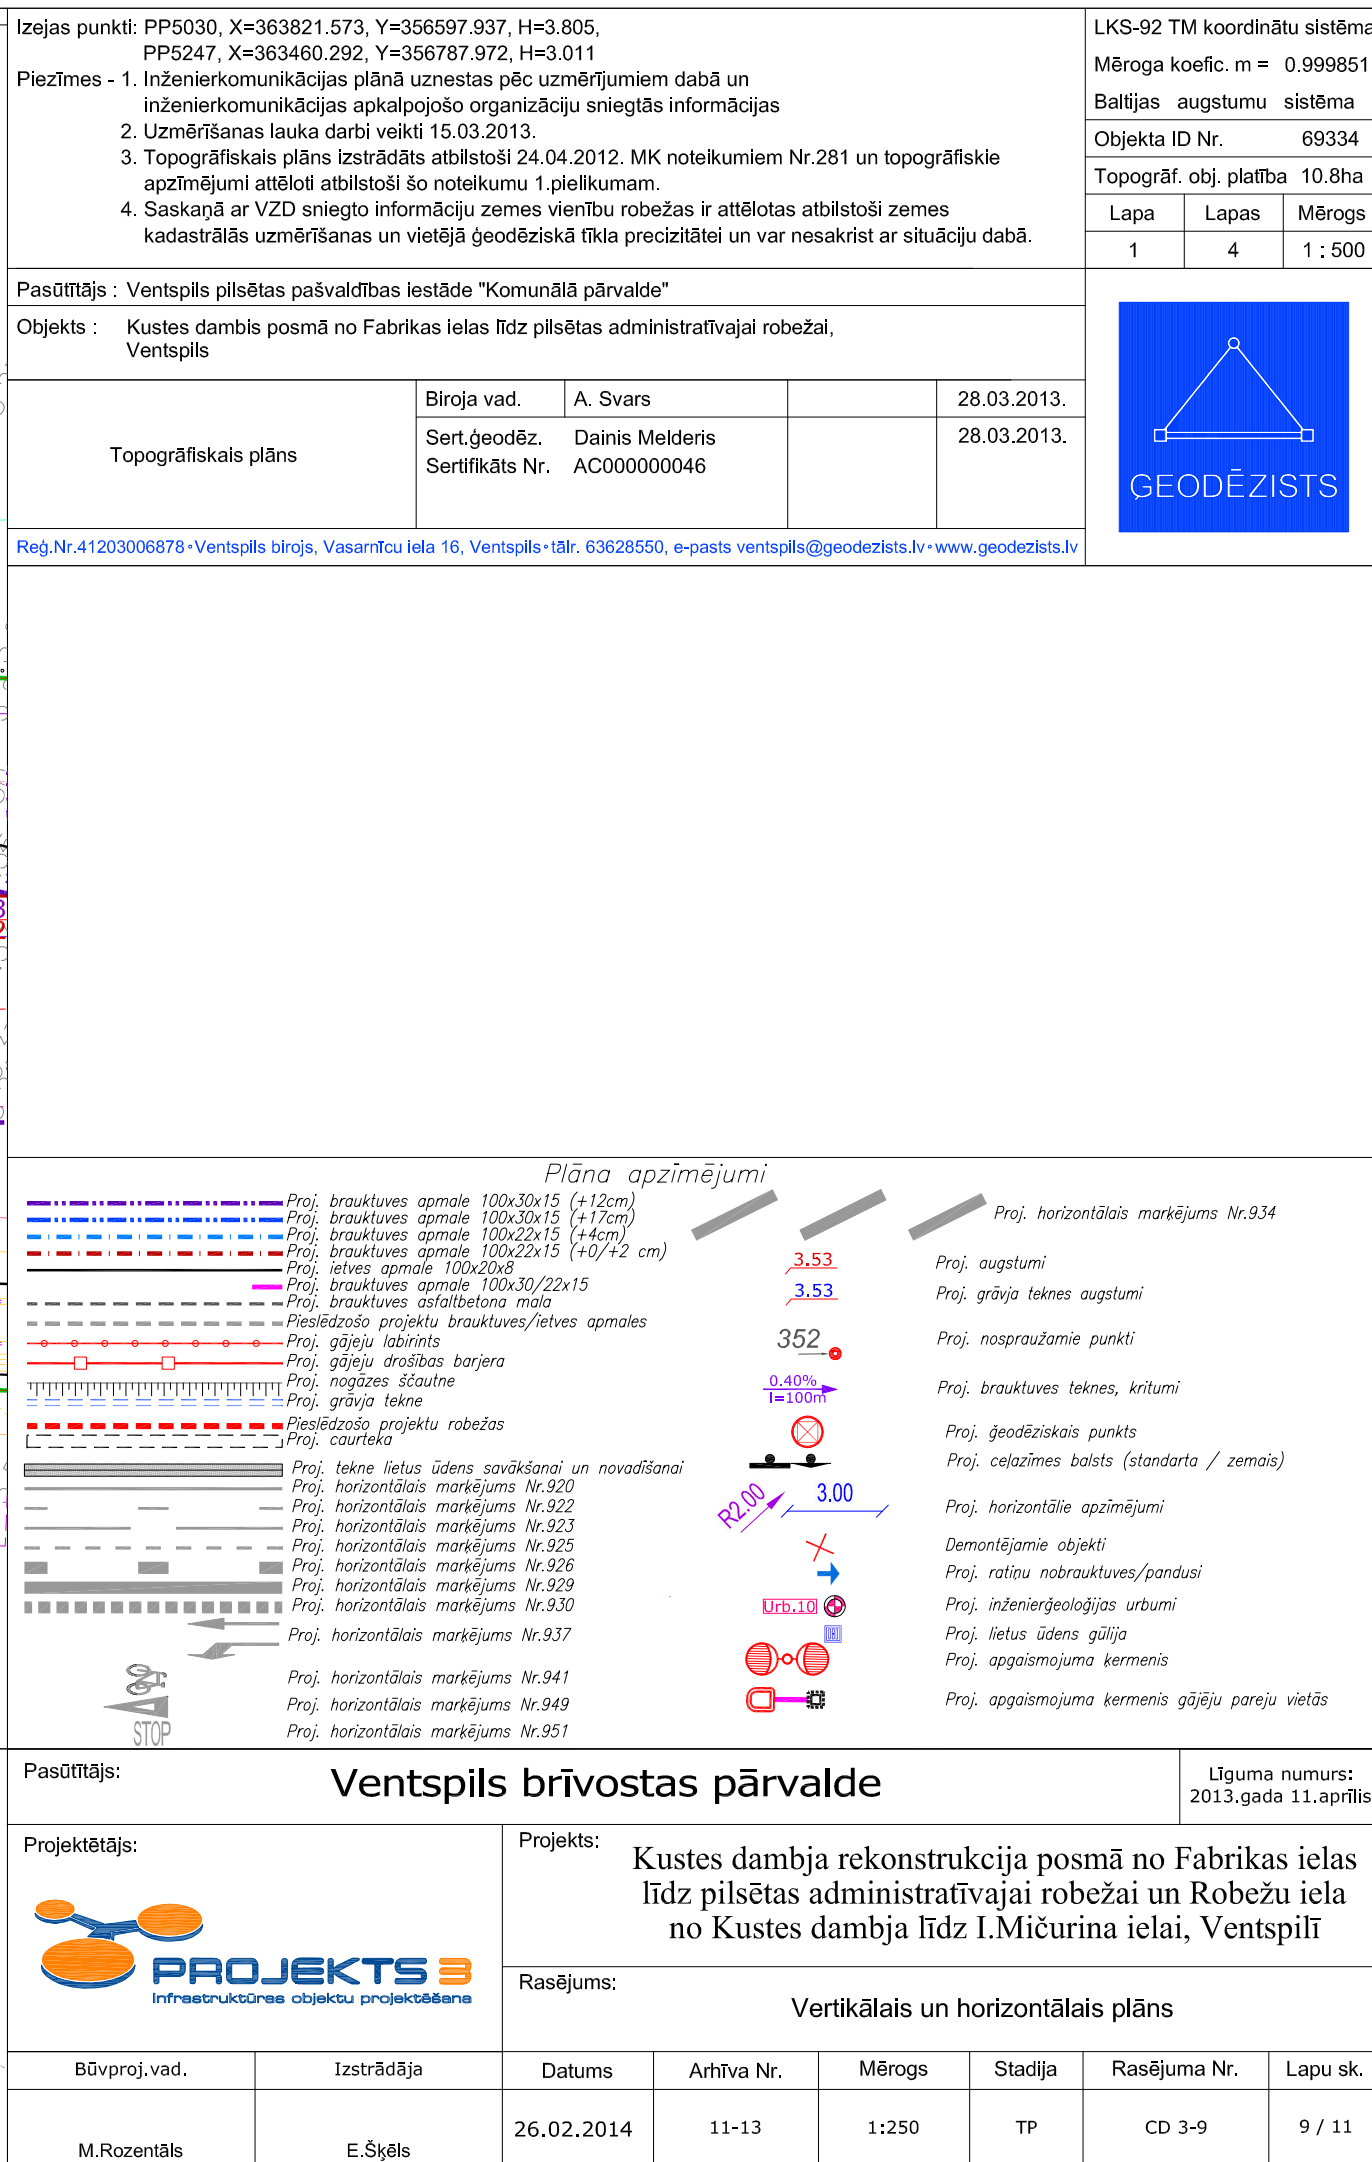 Izejas punkti: PP5030, X=363821.573, Y=356597.937, H=3.805,
PP5247, X=363460.292, Y=356787.972, H=3.011
Piezīmes - 1. Inženierkomunikācijas plānā uznestas pēc uzmērījumiem dabā un
inženierkomunikācijas apkalpojošo organizāciju sniegtās informācijas
2. Uzmērīšanas lauka darbi veikti 15.03.2013.
3. Topogrāfiskais plāns izstrādāts atbilstoši 24.04.2012. MK noteikumiem Nr.281 un topogrāfiskie
apzīmējumi attēloti atbilstoši šo noteikumu 1.pielikumam.
4. Saskaņā ar VZD sniegto informāciju zemes vienību robežas ir attēlotas atbilstoši zemes
kadastrālās uzmērīšanas un vietējā ģeodēziskā tīkla precizitātei un var nesakrist ar situāciju dabā.
LKS-92 TM koordinātu sistēma
Mēroga koefic. m = 0.999851
Baltijas augstumu sistēma
Objekta ID Nr. 69334
Topogrāf. obj. platība 10.8ha
Lapa Lapas Mērogs
1 4 1 : 500
Pasūtītājs : Ventspils pilsētas pašvaldības iestāde "Komunālā pārvalde"
Objekts : Kustes dambis posmā no Fabrikas ielas līdz pilsētas administratīvajai robežai,
Ventspils
Topogrāfiskais plāns
Biroja vad. A. Svars 28.03.2013.
Sert.ģeodēz. Dainis Melderis 28.03.2013.
Sertifikāts Nr. AC000000046
ĢEODĒZISTS
Reģ.Nr.41203006878•Ventspils birojs, Vasarnīcu iela 16, Ventspils•tālr. 63628550, e-pasts ventspils@geodezists.lv•www.geodezists.lv
Plāna apzīmējumi
Proj. brauktuves apmale 100x30x15 (+12cm)
Proj. brauktuves apmale 100x30x15 (+17cm)
Proj. brauktuves apmale 100x22x15 (+4cm)
Proj. brauktuves apmale 100x22x15 (+0/+2 cm)
Proj. ietves apmale 100x20x8
Proj. brauktuves apmale 100x30/22x15
Proj. brauktuves asfaltbetona mala
Pieslēdzošo projektu brauktuves/ietves apmales
Proj. gājeju labirints
Proj. gājeju drošības barjera
Proj. nogāzes ščautne
Proj. grāvja tekne
Pieslēdzošo projektu robežas
Proj. caurteka
Proj. tekne lietus ūdens savākšanai un novadīšanai
Proj. horizontālais marķējums Nr.920
Proj. horizontālais marķējums Nr.922
Proj. horizontālais marķējums Nr.923
Proj. horizontālais marķējums Nr.925
Proj. horizontālais marķējums Nr.926
Proj. horizontālais marķējums Nr.929
Proj. horizontālais marķējums Nr.930
Proj. horizontālais marķējums Nr.937
Proj. horizontālais marķējums Nr.941
Proj. horizontālais marķējums Nr.949
STOP Proj. horizontālais marķējums Nr.951
Proj. horizontālais marķējums Nr.934
3.53 Proj. augstumi
3.53 Proj. grāvja teknes augstumi
352 Proj. nospraužamie punkti
0.40%
l=100m
Proj. brauktuves teknes, kritumi
Proj. ģeodēziskais punkts
Proj. ceļazīmes balsts (standarta / zemais)
R2.00 3.00 Proj. horizontālie apzīmējumi
Demontējamie objekti
Proj. ratiņu nobrauktuves/pandusi
Urb.10 Proj. inženierģeoloģijas urbumi
Proj. lietus ūdens gūlija
Proj. apgaismojuma ķermenis
Proj. apgaismojuma ķermenis gājēju pareju vietās
Pasūtītājs: Ventspils brīvostas pārvalde
Līguma numurs:
2013.gada 11.aprīlis
Projektētājs:
PROJEKTS 3
Infrastruktūras objektu projektēšana
Projekts:
Kustes dambja rekonstrukcija posmā no Fabrikas ielas
līdz pilsētas administratīvajai robežai un Robežu iela
no Kustes dambja līdz I.Mičurina ielai, Ventspilī
Rasējums:
Vertikālais un horizontālais plāns
Būvproj.vad. Izstrādāja Datums Arhīva Nr. Mērogs Stadija Rasējuma Nr. Lapu sk.
M.Rozentāls E.Šķēls 26.02.2014 11-13 1:250 TP CD 3-9 9 / 11